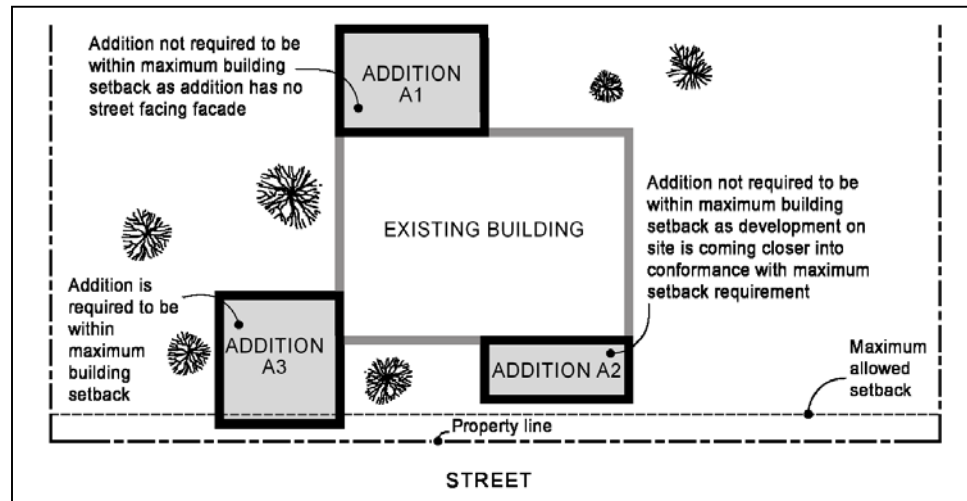 Addition not required to be
within maximum building
setback as addition has no
street facing facade
ADDITION
A1
EXISTING BUILDING
Addition not required to be
within maximum building
setback as development on
site is coming closer into
conformance with maximum
setback requirement
Addition is
required to be
within
maximum
building
setback
ADDITION
A3
ADDITION A2
Maximum
allowed
setback
Property line
STREET